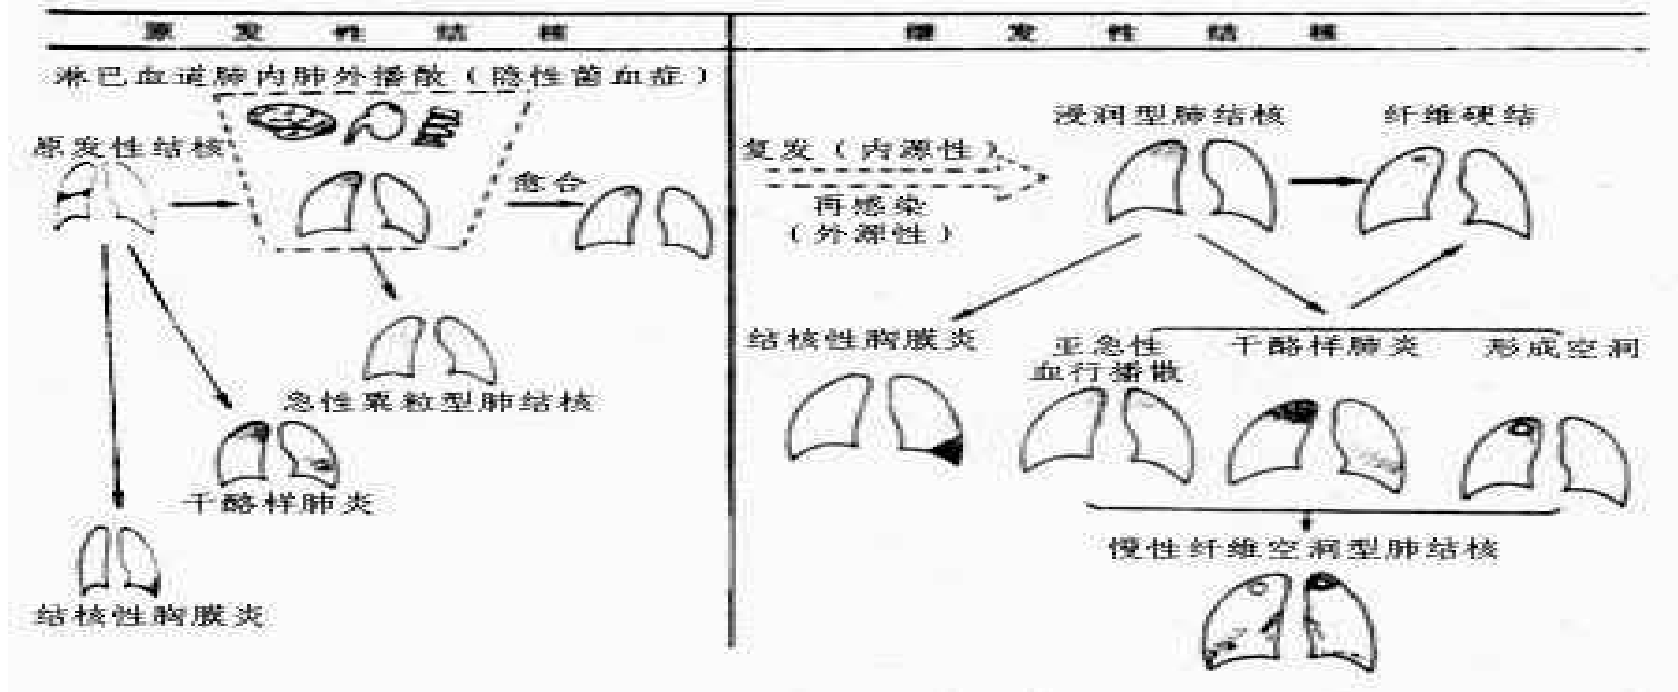 原发性结核
继发性结核
淋巴血道肺内肺外播散（隐性菌血症）
原发性结核
愈合
急性粟粒型肺结核
干酪样肺炎
结核性胸膜炎
复发（内源性）
再感染
（外源性）
浸润型肺结核
纤维硬结
结核性胸膜炎
亚急性
血行播散
干酪样肺炎
形成空洞
慢性纤维空洞型肺结核